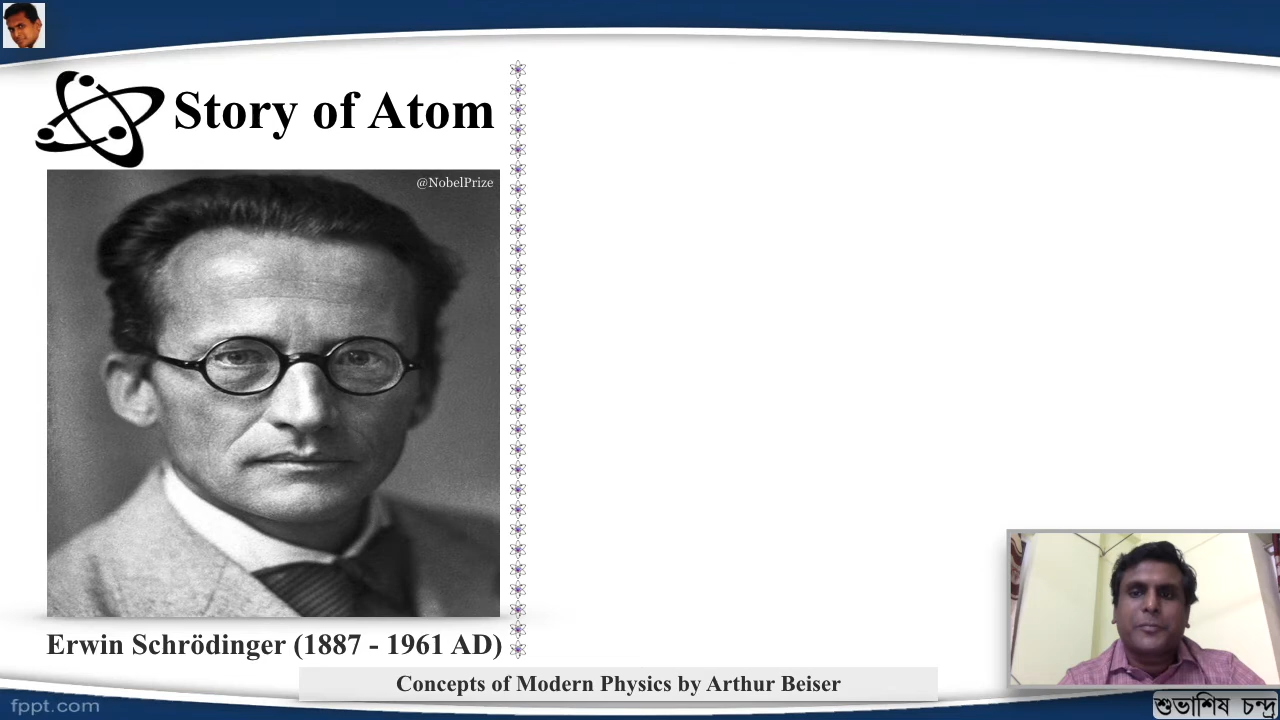 Story of Atom
@NobelPrize
Erwin Schrödinger (1887 - 1961 AD)
Concepts of Modern Physics by Arthur Beiser
fppt.com
শুভাশিষ চন্দ্র